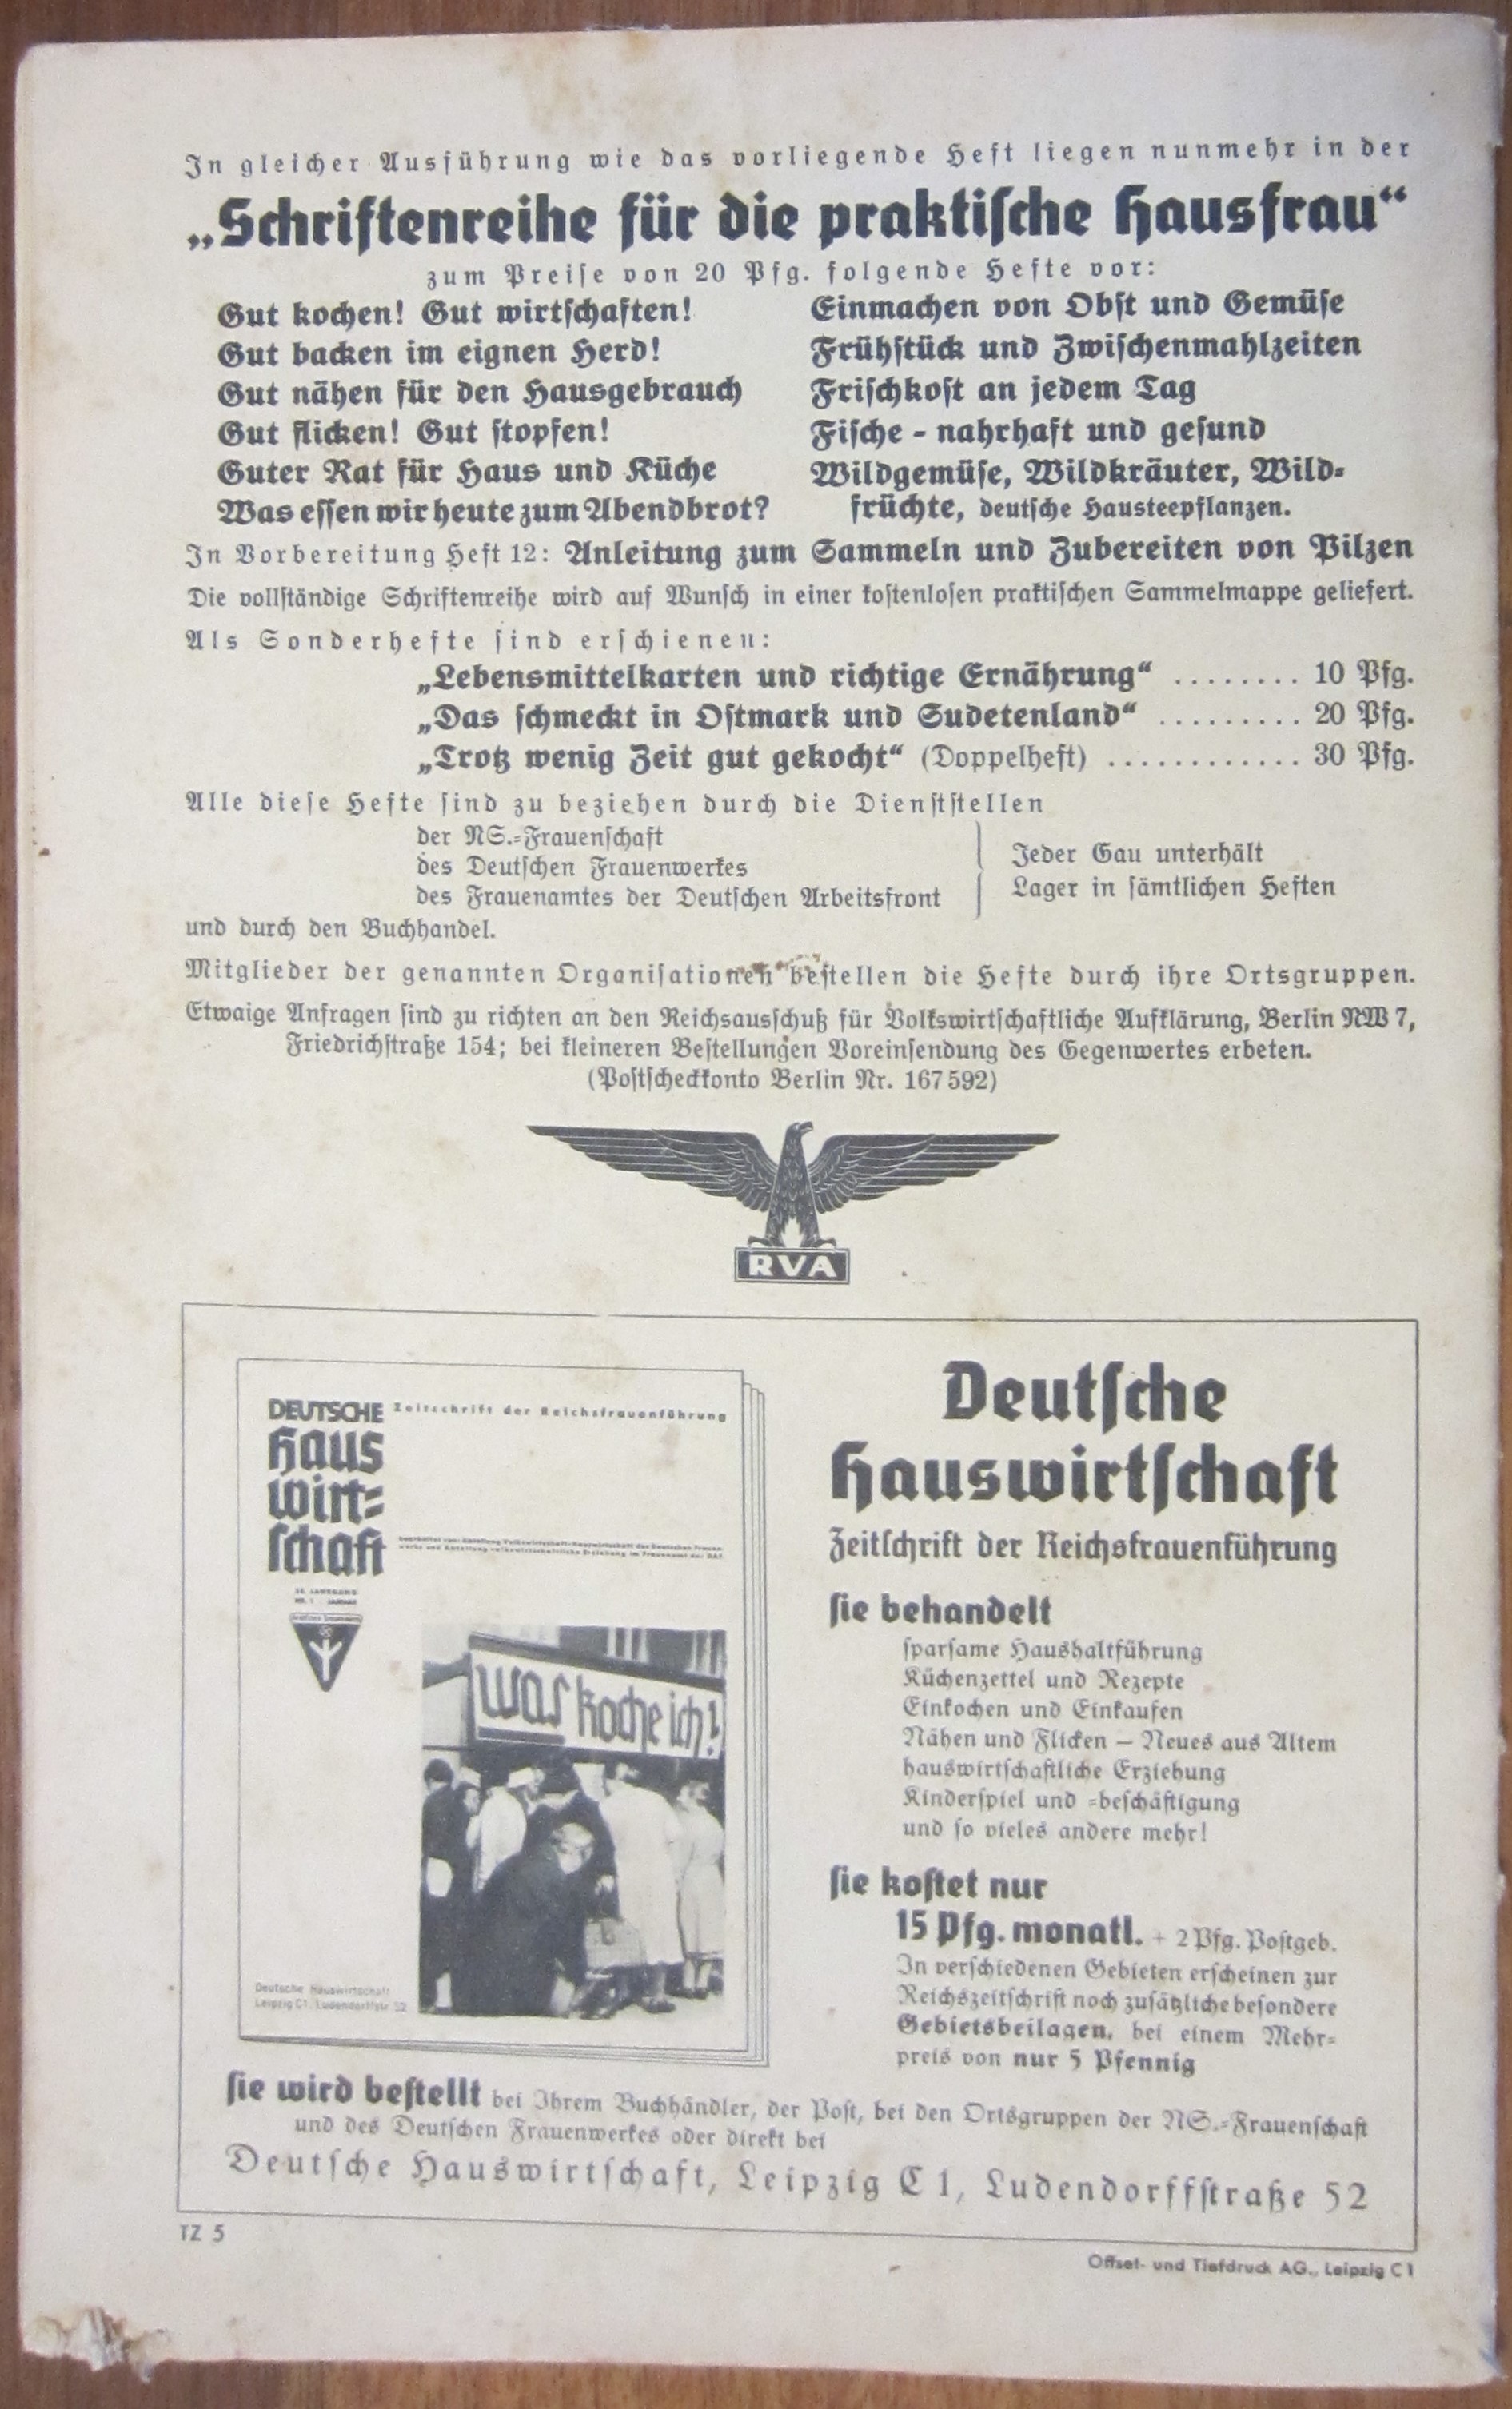 In gleicher Ausführung wie das vorliegende Heft liegen nunmehr in der
„Schriftenreihe für die praktiſche Hausfrau“
zum Preiſe von 20 Pfg. folgende Hefte vor:
Gut kochen! Gut wirtſchaften!
Gut backen im eignen Herd!
Gut nähen für den Hausgebrauch
Gut flicken! Gut ſtopfen!
Guter Rat für Haus und Küche
Was eſſen wir heute zum Abendbrot?
Einmachen von Obſt und Gemüſe
Frühſtück und Zwiſchenmahlzeiten
Friſchkoſt an jedem Tag
Fiſche - nahrhaft und geſund
Wildgemüſe, Wildkräuter, Wild-
früchte, deutſche Hausteepflanzen.
In Vorbereitung Heft 12: Anleitung zum Sammeln und Zubereiten von Pilzen
Die vollſtändige Schriftenreihe wird auf Wunſch in einer koſtenloſen praktiſchen Sammelmappe geliefert.
Als Sonderhefte ſind erſchienen:
„Lebensmittelkarten und richtige Ernährung“ ........ 10 Pfg.
„Das ſchmeckt in Oſtmark und Sudetenland“ ......... 20 Pfg.
„Trotz wenig Zeit gut gekocht“ (Doppelheft) ............ 30 Pfg.
Alle dieſe Hefte ſind zu beziehen durch die Dienſtſtellen
der NS.-Frauenſchaft
des Deutſchen Frauenwerkes
des Frauenamtes der Deutſchen Arbeitsfront
Jeder Gau unterhält
Lager in ſämtlichen Heften
und durch den Buchhandel.
Mitglieder der genannten Organiſationen beſtellen die Hefte durch ihre Ortsgruppen.
Etwaige Anfragen ſind zu richten an den Reichsausſchuß für Volkswirtſchaftliche Aufklärung, Berlin NW 7,
Friedrichſtraße 154; bei kleineren Beſtellungen Voreinſendung des Gegenwertes erbeten.
(Poſtſcheckkonto Berlin Nr. 167592)
RVA
DEUTSCHE
Haus
wirt-
ſchaft
Zeitschrift der Reichsfrauenführung
was koche ich!
Deutsche Hauswirtschaft
Leipzig C1, Ludendorffstr. 52
Deutſche
Hauswirtſchaft
Zeitſchrift der Reichsfrauenführung
ſie behandelt
ſparſame Haushaltführung
Küchenzettel und Rezepte
Einkochen und Einkaufen
Nähen und Flicken – Neues aus Altem
hauswirtſchaftliche Erziehung
Kinderſpiel und -beſchäftigung
und ſo vieles andere mehr!
ſie koſtet nur
15 Pfg. monatl. + 2 Pfg. Poſtgeb.
In verſchiedenen Gebieten erſcheinen zur
Reichszeitſchrift noch zuſätzliche beſondere
Gebietsbeilagen, bei einem Mehr-
preis von nur 5 Pfennig
ſie wird beſtellt bei Ihrem Buchhändler, der Poſt, bei den Ortsgruppen der NS.-Frauenſchaft
und des Deutſchen Frauenwerkes oder direkt bei
Deutſche Hauswirtſchaft, Leipzig C 1, Ludendorffſtraße 52
TZ 5
Offset- und Tiefdruck AG., Leipzig C 1